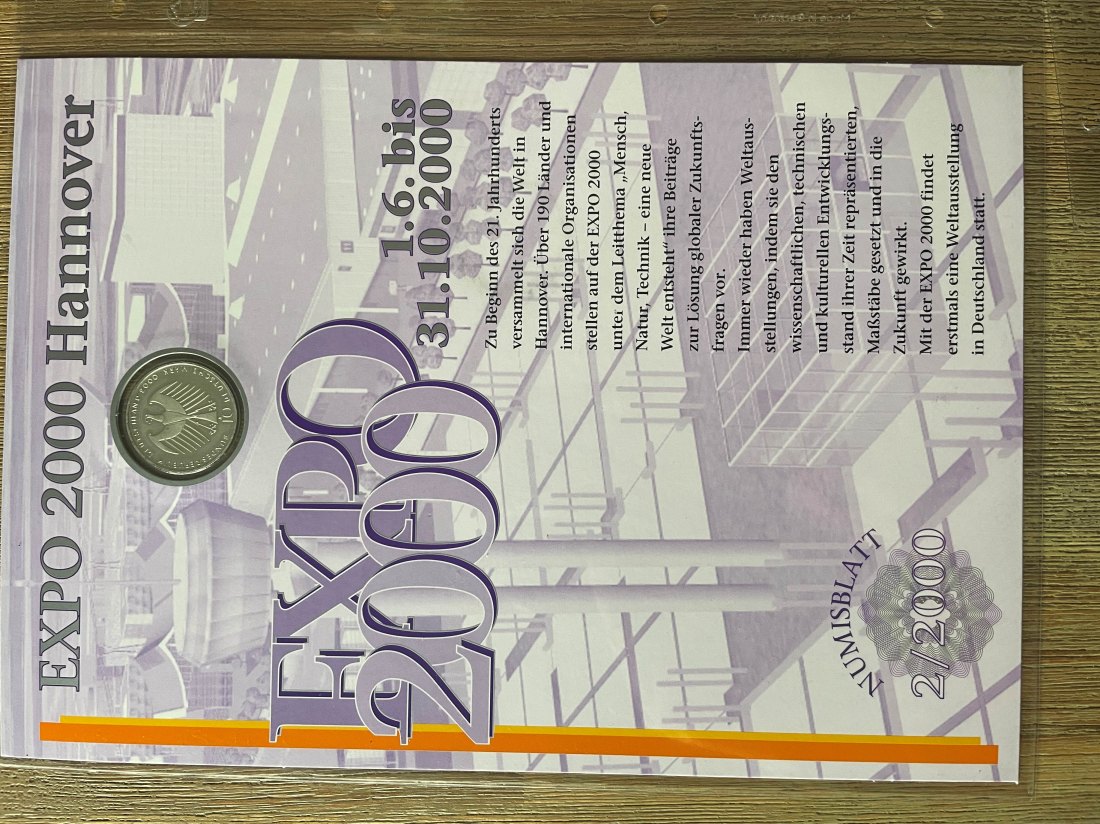 EXPO 2000 Hannover
EXPO
2000
1.6. bis
31.10.2000
Zu Beginn des 21. Jahrhunderts
versammelt sich die Welt in
Hannover. Über 190 Länder und
internationale Organisationen
stellen auf der EXPO 2000
unter dem Leitthema „Mensch,
Natur, Technik – eine neue
Welt entsteht“ ihre Beiträge
zur Lösung globaler Zukunfts-
fragen vor.
Immer wieder haben Weltaus-
stellungen, indem sie den
wissenschaftlichen, technischen
und kulturellen Entwicklungs-
stand ihrer Zeit repräsentierten,
Maßstäbe gesetzt und in die
Zukunft gewirkt.
Mit der EXPO 2000 findet
erstmals eine Weltausstellung
in Deutschland statt.
NUMISBLATT
2/2000